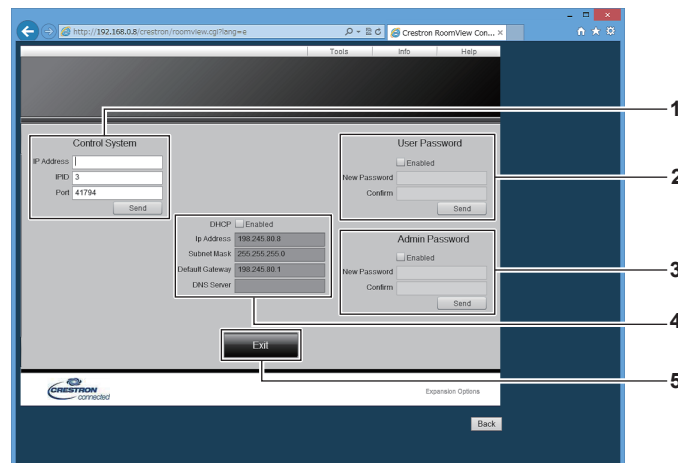 http://192.168.0.8/crestron/roomview.cgi?lang=e
Crestron RoomView Con... ×
Tools Info Help
1
Control System
IP Address
IPID 3
Port 41794
Send
User Password
Enabled
New Password
Confirm
Send
2
DHCP Enabled
Ip Address 198.245.80.8
Subnet Mask 255.255.255.0
Default Gateway 198.245.80.1
DNS Server
Admin Password
Enabled
New Password
Confirm
Send
3
4
Exit
5
CRESTRON
connected
Expansion Options
Back